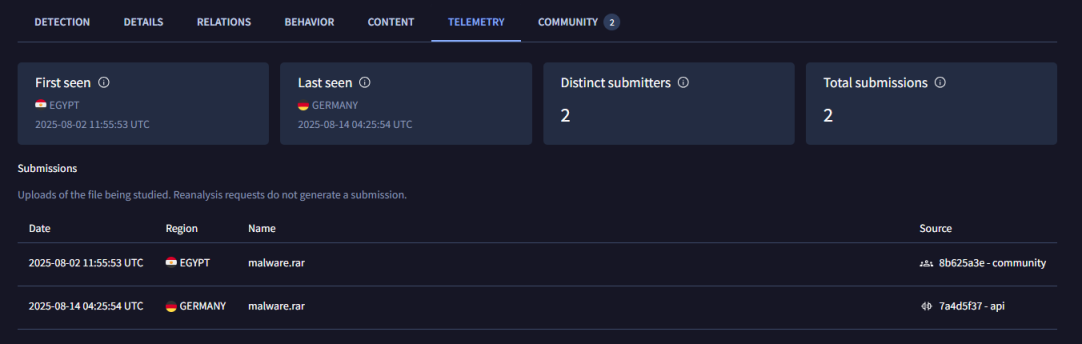 DETECTION DETAILS RELATIONS BEHAVIOR CONTENT TELEMETRY COMMUNITY 2
First seen Last seen Distinct submitters Total submissions
EGYPT GERMANY 2 2
2025-08-02 11:55:53 UTC 2025-08-14 04:25:54 UTC
Submissions
Uploads of the file being studied. Reanalysis requests do not generate a submission.
Date Region Name Source
2025-08-02 11:55:53 UTC EGYPT malware.rar 8b625a3e - community
2025-08-14 04:25:54 UTC GERMANY malware.rar 7a4d5f37 - api